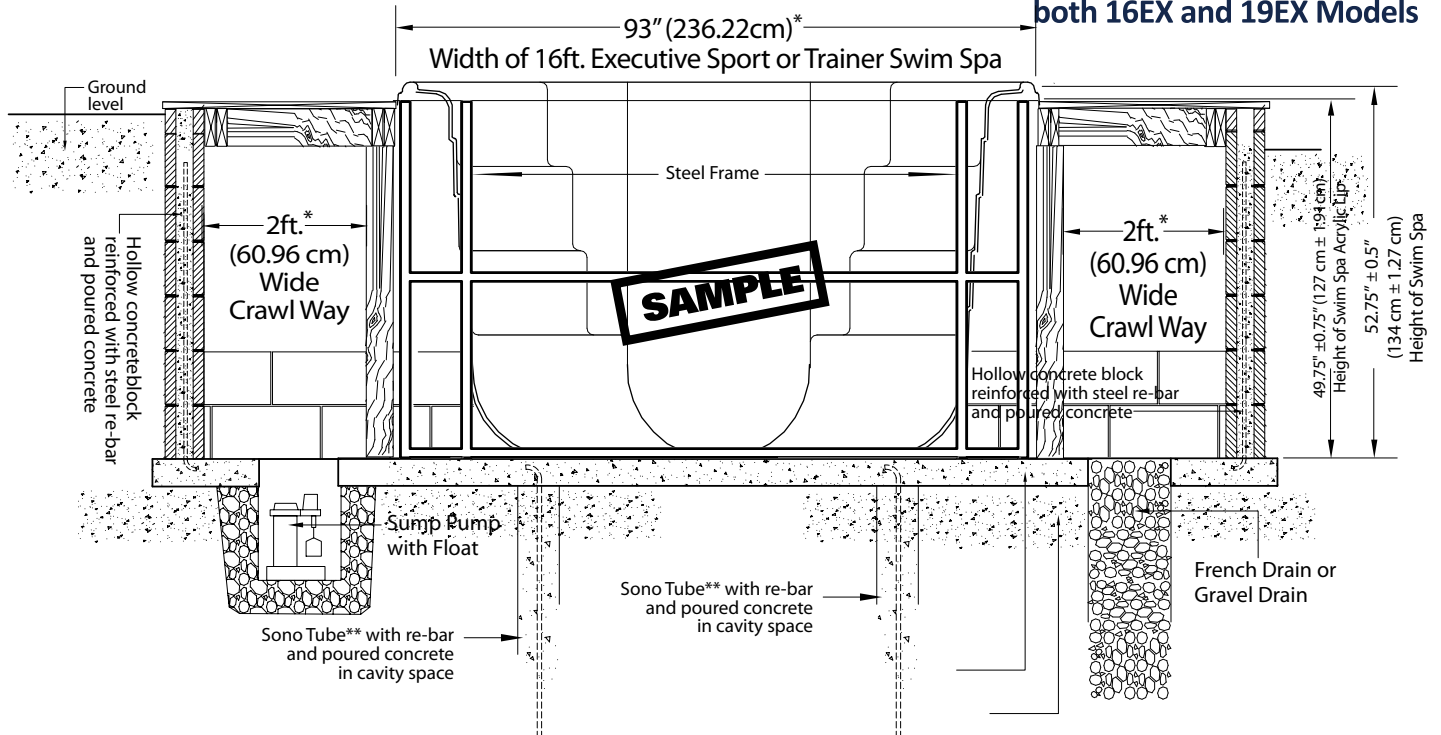 both 16EX and 19EX Models
93” (236.22cm)*
Width of 16ft. Executive Sport or Trainer Swim Spa
Ground
level
Steel Frame
2ft.*
(60.96 cm)
Wide
Crawl Way
Hollow concreteblock
reinforced with steel re-bar
and poured concrete
SAMPLE
2ft.*
(60.96 cm)
Wide
Crawl Way
Hollow concrete block
reinforced with steel re-bar
and poured concrete
49.75” ±0.75” (127 cm ± 1.91 cm)
Height of Swim Spa Acrylic Lip
52.75” ± 0.5”
(134 cm ± 1.27 cm)
Height of Swim Spa
Sump Pump
with Float
Sono Tube** with re-bar
and poured concrete
in cavity space
Sono Tube** with re-bar
and poured concrete
in cavity space
French Drain or
Gravel Drain